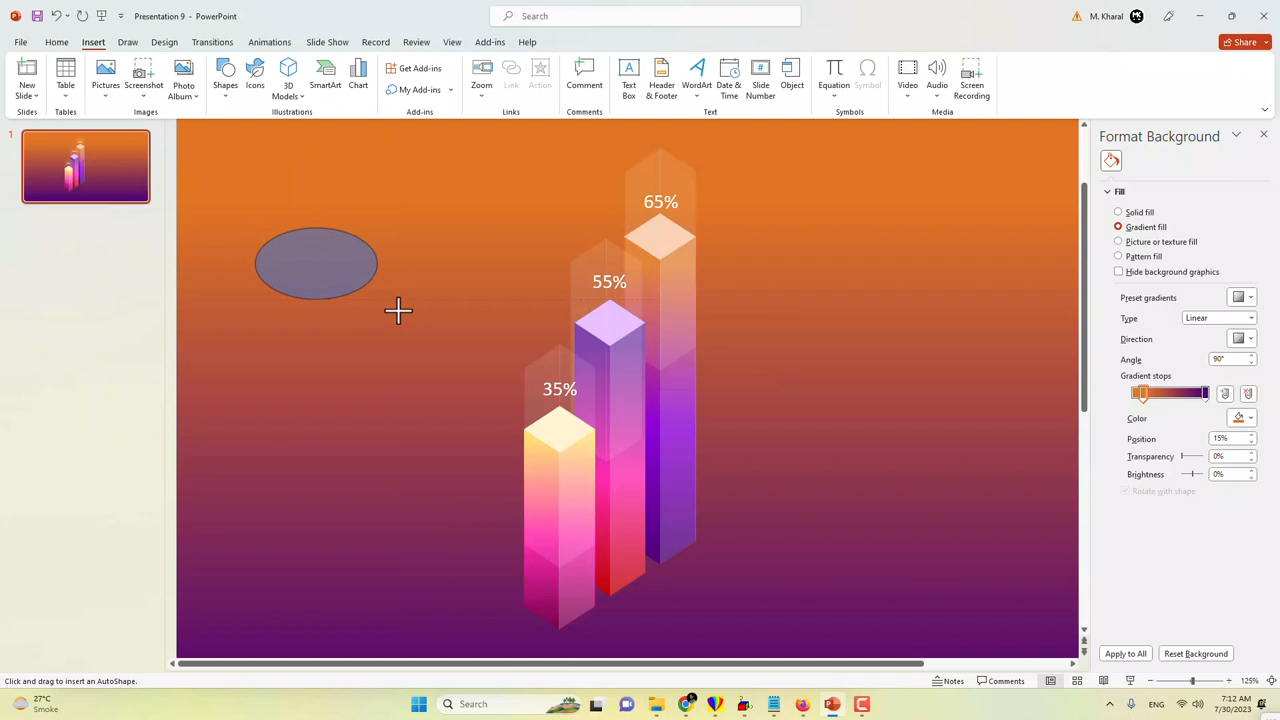 Presentation 9 - PowerPoint
Search
M. Kharal
MK
File Home Insert Draw Design Transitions Animations Slide Show Record Review View Add-ins Help
Share
New Slide
Table
Pictures
Screenshot
Photo Album
Shapes
Icons
3D Models
SmartArt
Chart
Get Add-ins
My Add-ins
Zoom
Link
Action
Comment
Text Box
Header & Footer
WordArt
Date & Time
Slide Number
Object
Equation
Symbol
Video
Audio
Screen Recording
Slides Tables Images Illustrations Add-ins Links Comments Text Symbols Media
1
65%
55%
35%
Format Background
Fill
Solid fill
Gradient fill
Picture or texture fill
Pattern fill
Hide background graphics
Preset gradients
Type Linear
Direction
Angle 90°
Gradient stops
Color
Position 15%
Transparency 0%
Brightness 0%
Rotate with shape
Apply to All Reset Background
Click and drag to insert an AutoShape.
Notes Comments 125%
27°C
Smoke
Search
7:12 AM
7/30/2023